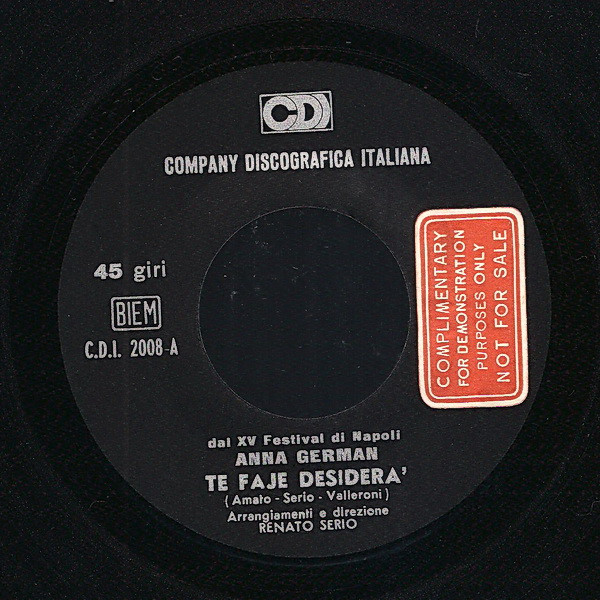 CDI
COMPANY DISCOGRAFICA ITALIANA
45 giri
BIEM
C.D.I. 2008-A
COMPLIMENTARY
FOR DEMONSTRATION
PURPOSES ONLY
NOT FOR SALE
dal XV Festival di Napoli
ANNA GERMAN
TE FAJE DESIDERA'
(Amato - Serio - Valleroni)
Arrangiamenti e direzione
RENATO SERIO